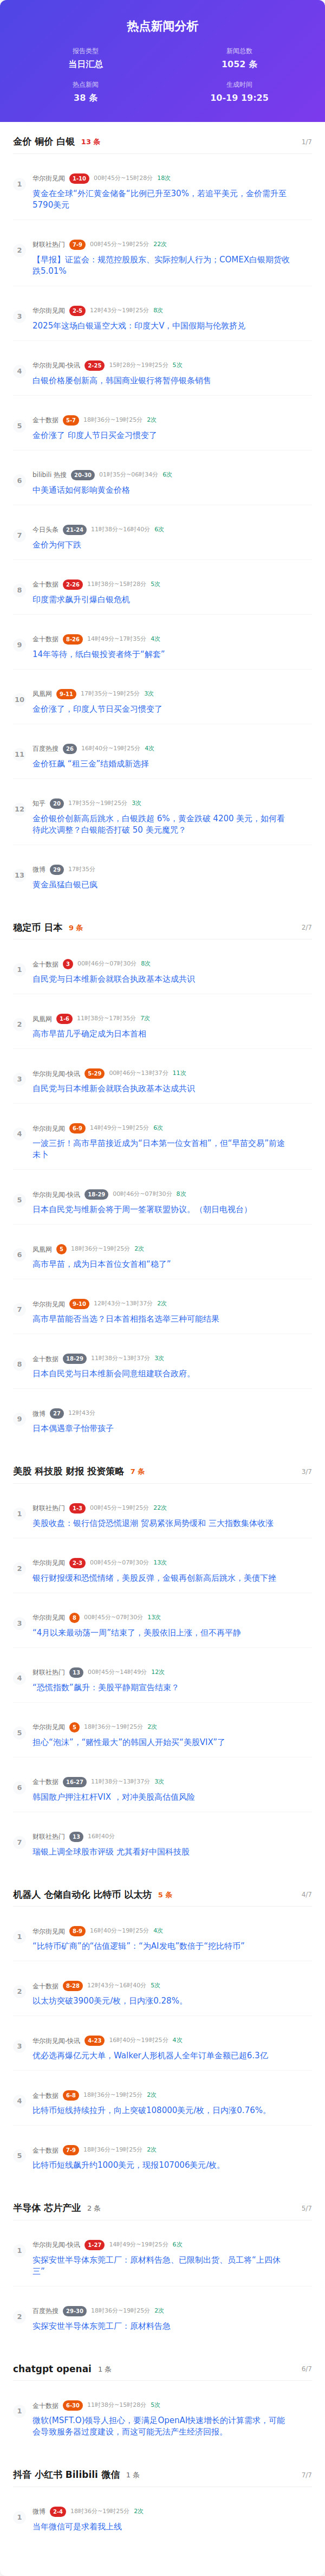 热点新闻分析
报告类型
新闻总数
当日汇总
1052 条
热点新闻
生成时间
38 条
10-19 19:25
金价 铜价 白银 13 条 1/7
1
华尔街见闻 1-10 00时45分~15时28分 18次
黄金在全球“外汇黄金储备”比例已升至30%，若追平美元，金价需升至
5790美元
2
财联社热门 7-9 00时45分~19时25分 22次
【早报】证监会：规范控股股东、实际控制人行为；COMEX白银期货收
跌5.01%
3
华尔街见闻 2-5 12时43分~19时25分 8次
2025年这场白银逼空大戏：印度大V，中国假期与伦敦挤兑
4
华尔街见闻-快讯 2-25 15时28分~19时25分 5次
白银价格屡创新高，韩国商业银行将暂停银条销售
5
金十数据 5-7 18时36分~19时25分 2次
金价涨了 印度人节日买金习惯变了
6
bilibili 热搜 20-30 01时35分~06时34分 6次
中美通话如何影响黄金价格
7
今日头条 21-24 11时38分~16时40分 6次
金价为何下跌
8
金十数据 2-26 11时38分~15时28分 5次
印度需求飙升引爆白银危机
9
金十数据 8-26 14时49分~17时35分 4次
14年等待，纸白银投资者终于“解套”
10
凤凰网 9-11 17时35分~19时25分 3次
金价涨了，印度人节日买金习惯变了
11
百度热搜 26 16时40分~19时25分 4次
金价狂飙 “租三金”结婚成新选择
12
知乎 20 17时35分~19时25分 3次
金价银价创新高后跳水，白银跌超 6%，黄金跌破 4200 美元，如何看
待此次调整？白银能否打破 50 美元魔咒？
13
微博 29 17时35分
黄金虽猛白银已疯
稳定币 日本 9 条 2/7
1
金十数据 3 00时46分~07时30分 8次
自民党与日本维新会就联合执政基本达成共识
2
凤凰网 1-6 11时38分~17时35分 7次
高市早苗几乎确定成为日本首相
3
华尔街见闻-快讯 5-29 00时46分~13时37分 11次
自民党与日本维新会就联合执政基本达成共识
4
华尔街见闻 6-9 14时49分~19时25分 6次
一波三折！高市早苗接近成为“日本第一位女首相”，但“早苗交易”前途
未卜
5
华尔街见闻-快讯 18-29 00时46分~07时30分 8次
日本自民党与维新会将于周一签署联盟协议。（朝日电视台）
6
凤凰网 5 18时36分~19时25分 2次
高市早苗，成为日本首位女首相“稳了”
7
华尔街见闻 9-10 12时43分~13时37分 2次
高市早苗能否当选？日本首相指名选举三种可能结果
8
金十数据 18-29 11时38分~13时37分 3次
日本自民党与日本维新会同意组建联合政府。
9
微博 27 12时43分
日本偶遇章子怡带孩子
美股 科技股 财报 投资策略 7 条 3/7
1
财联社热门 1-3 00时45分~19时25分 22次
美股收盘：银行信贷恐慌退潮 贸易紧张局势缓和 三大指数集体收涨
2
华尔街见闻 2-3 00时45分~07时30分 13次
银行财报缓和恐慌情绪，美股反弹，金银再创新高后跳水，美债下挫
3
华尔街见闻 8 00时45分~07时30分 13次
“4月以来最动荡一周”结束了，美股依旧上涨，但不再平静
4
财联社热门 13 00时45分~14时49分 12次
“恐慌指数”飙升：美股平静期宣告结束？
5
华尔街见闻 5 18时36分~19时25分 2次
担心“泡沫”，“赌性最大”的韩国人开始买“美股VIX”了
6
金十数据 16-27 11时38分~13时37分 3次
韩国散户押注杠杆VIX ，对冲美股高估值风险
7
财联社热门 13 16时40分
瑞银上调全球股市评级 尤其看好中国科技股
机器人 仓储自动化 比特币 以太坊 5 条 4/7
1
华尔街见闻 8-9 16时40分~19时25分 4次
“比特币矿商”的“估值逻辑”：“为AI发电”数倍于“挖比特币”
2
金十数据 8-28 12时43分~16时40分 5次
以太坊突破3900美元/枚，日内涨0.28%。
3
华尔街见闻-快讯 4-23 16时40分~19时25分 4次
优必选再爆亿元大单，Walker人形机器人全年订单金额已超6.3亿
4
金十数据 6-8 18时36分~19时25分 2次
比特币短线持续拉升，向上突破108000美元/枚，日内涨0.76%。
5
金十数据 7-9 18时36分~19时25分 2次
比特币短线飙升约1000美元，现报107006美元/枚。
半导体 芯片产业 2 条 5/7
1
华尔街见闻-快讯 1-27 14时49分~19时25分 6次
实探安世半导体东莞工厂：原材料告急、已限制出货、员工将“上四休
三”
2
百度热搜 29-30 18时36分~19时25分 2次
实探安世半导体东莞工厂：原材料告急
chatgpt openai 1 条 6/7
1
金十数据 6-30 11时38分~15时28分 5次
微软(MSFT.O)领导人担心，要满足OpenAI快速增长的计算需求，可能
会导致服务器过度建设，而这可能无法产生经济回报。
抖音 小红书 Bilibili 微信 1 条 7/7
1
微博 2-4 18时36分~19时25分 2次
当年微信可是求着我上线